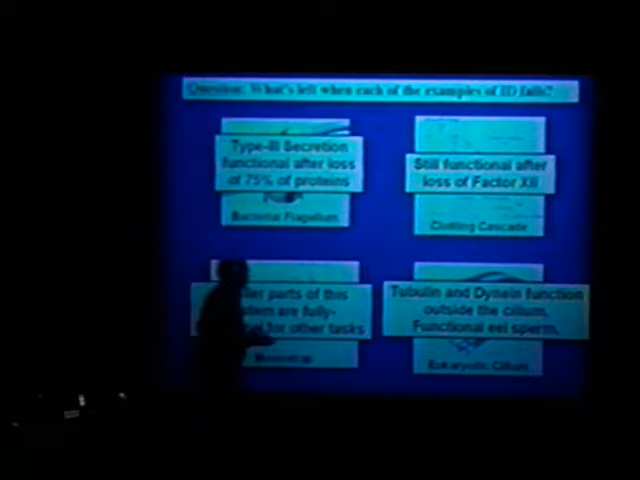 Question: What's left when each of the examples of ID fails?
Type-III Secretion
functional after loss
of 75% of proteins
Bacterial Flagellum
Still functional after
loss of Factor XII
Clotting Cascade
parts of this
are fully-
for other tasks
Mousetrap
Tubulin and Dynein function
outside the cilium.
Functional eel sperm.
Eukaryotic Cilium